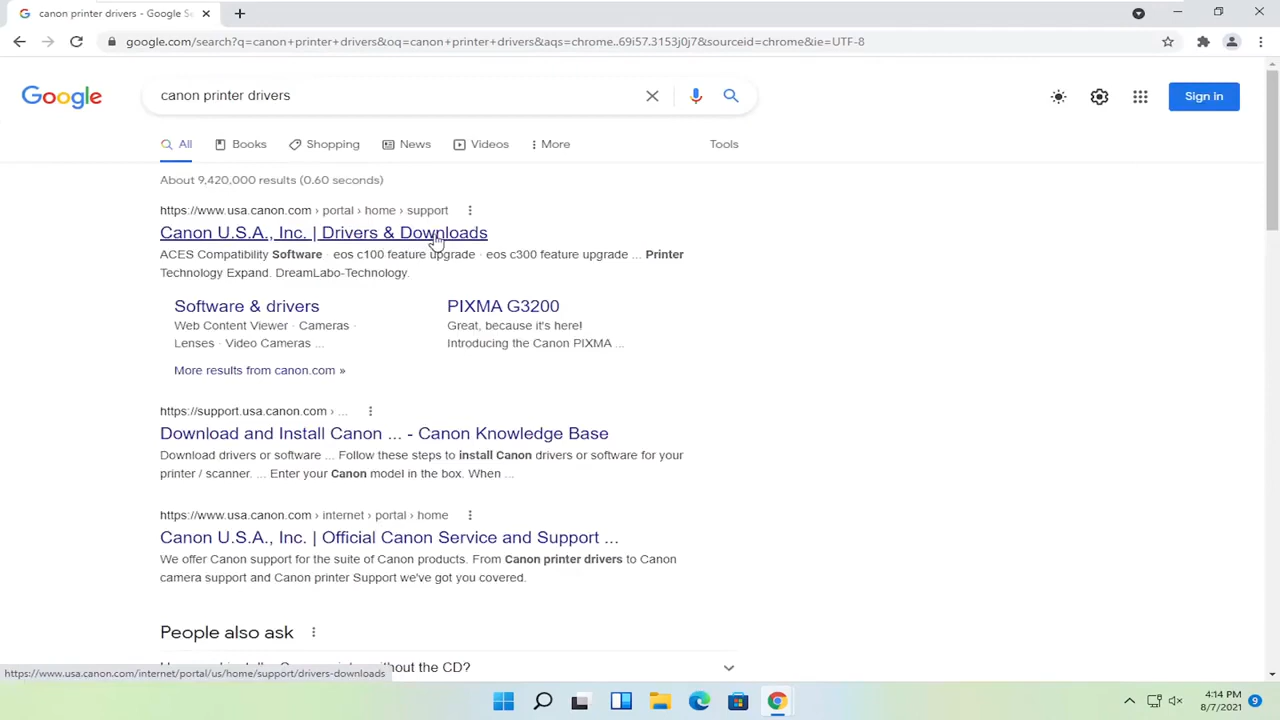 canon printer drivers - Google Se
google.com/search?q=canon+printer+drivers&oq=canon+printer+drivers&aqs=chrome..69i57.3153j0j7&sourceid=chrome&ie=UTF-8
Google
canon printer drivers
Sign in
All
Books
Shopping
News
Videos
More
Tools
About 9,420,000 results (0.60 seconds)
https://www.usa.canon.com › portal › home › support
Canon U.S.A., Inc. | Drivers & Downloads
ACES Compatibility Software · eos c100 feature upgrade · eos c300 feature upgrade ... Printer
Technology Expand. DreamLabo-Technology.
Software & drivers
Web Content Viewer · Cameras ·
Lenses · Video Cameras ...
PIXMA G3200
Great, because it's here!
Introducing the Canon PIXMA ...
More results from canon.com »
https://support.usa.canon.com › ...
Download and Install Canon ... - Canon Knowledge Base
Download drivers or software ... Follow these steps to install Canon drivers or software for your
printer / scanner. ... Enter your Canon model in the box. When ...
https://www.usa.canon.com › internet › portal › home
Canon U.S.A., Inc. | Official Canon Service and Support ...
We offer Canon support for the suite of Canon products. From Canon printer drivers to Canon
camera support and Canon printer Support we've got you covered.
People also ask
without the CD?
https://www.usa.canon.com/internet/portal/us/home/support/drivers-downloads
4:14 PM
8/7/2021
9